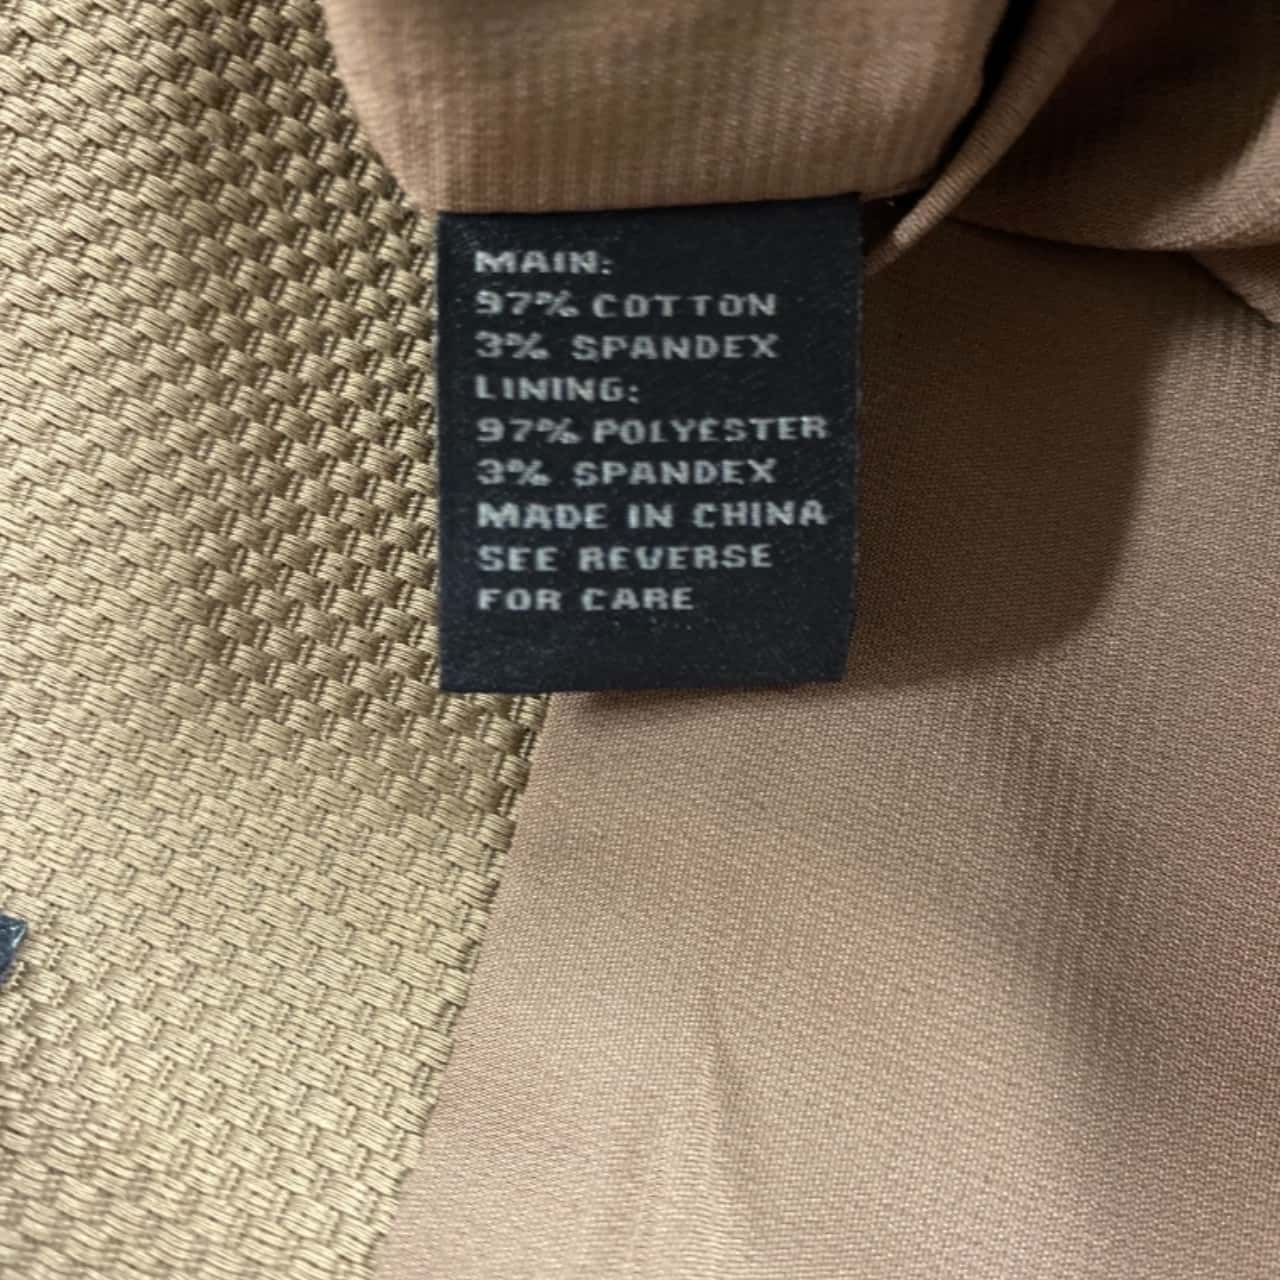 MAIN:
97% COTTON
3% SPANDEX
LINING:
97% POLYESTER
3% SPANDEX
MADE IN CHINA
SEE REVERSE
FOR CARE